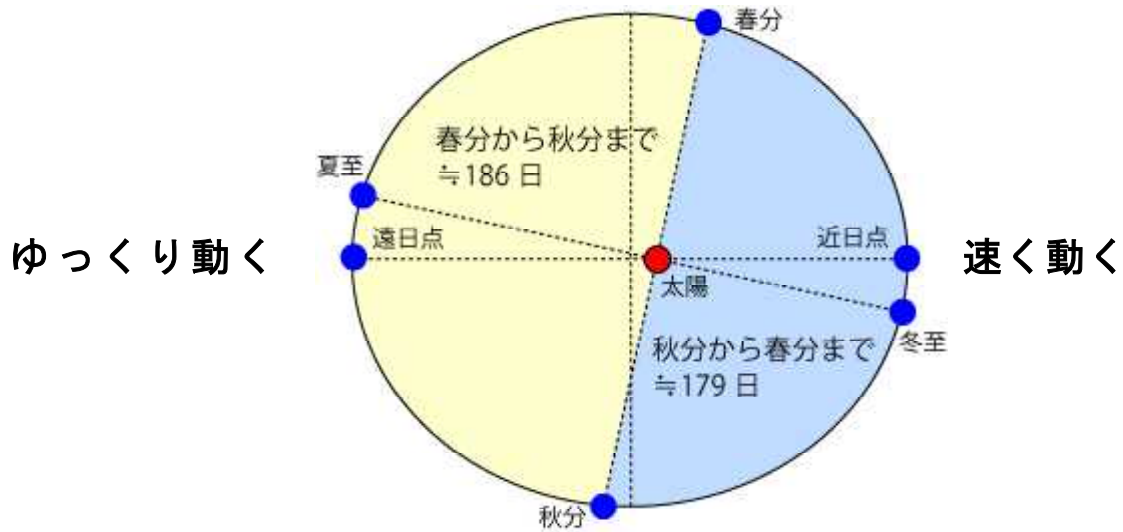 春分
春分から秋分まで
≒186 日
夏至
遠日点
近日点
ゆっくり動く
速く動く
太陽
秋分から春分まで
≒179 日
冬至
秋分